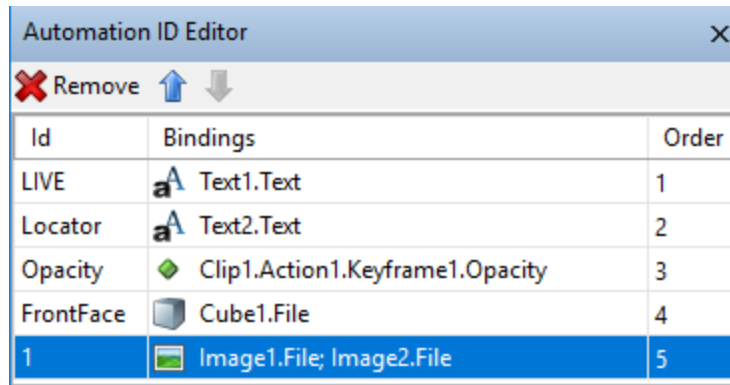 Automation ID Editor
Remove
Id Bindings Order
LIVE Text1.Text 1
Locator Text2.Text 2
Opacity Clip1.Action1.Keyframe1.Opacity 3
FrontFace Cube1.File 4
1 Image1.File; Image2.File 5